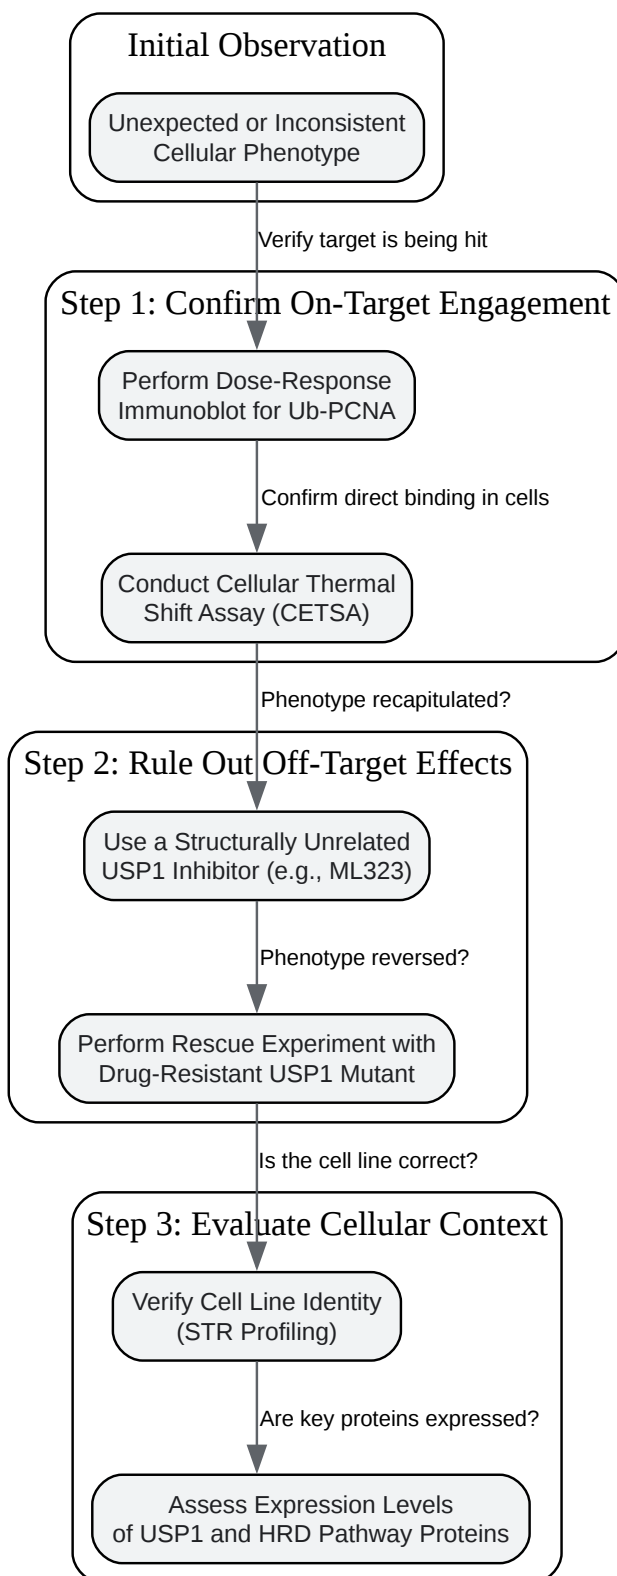 Initial Observation
Unexpected or Inconsistent
Cellular Phenotype
Verify target is being hit
Step 1: Confirm On-Target Engagement
Perform Dose-Response
Immunoblot for Ub-PCNA
Confirm direct binding in cells
Conduct Cellular Thermal
Shift Assay (CETSA)
Phenotype recapitulated?
Step 2: Rule Out Off-Target Effects
Use a Structurally Unrelated
USP1 Inhibitor (e.g., ML323)
Phenotype reversed?
Perform Rescue Experiment with
Drug-Resistant USP1 Mutant
Is the cell line correct?
Step 3: Evaluate Cellular Context
Verify Cell Line Identity
(STR Profiling)
Are key proteins expressed?
Assess Expression Levels
of USP1 and HRD Pathway Proteins